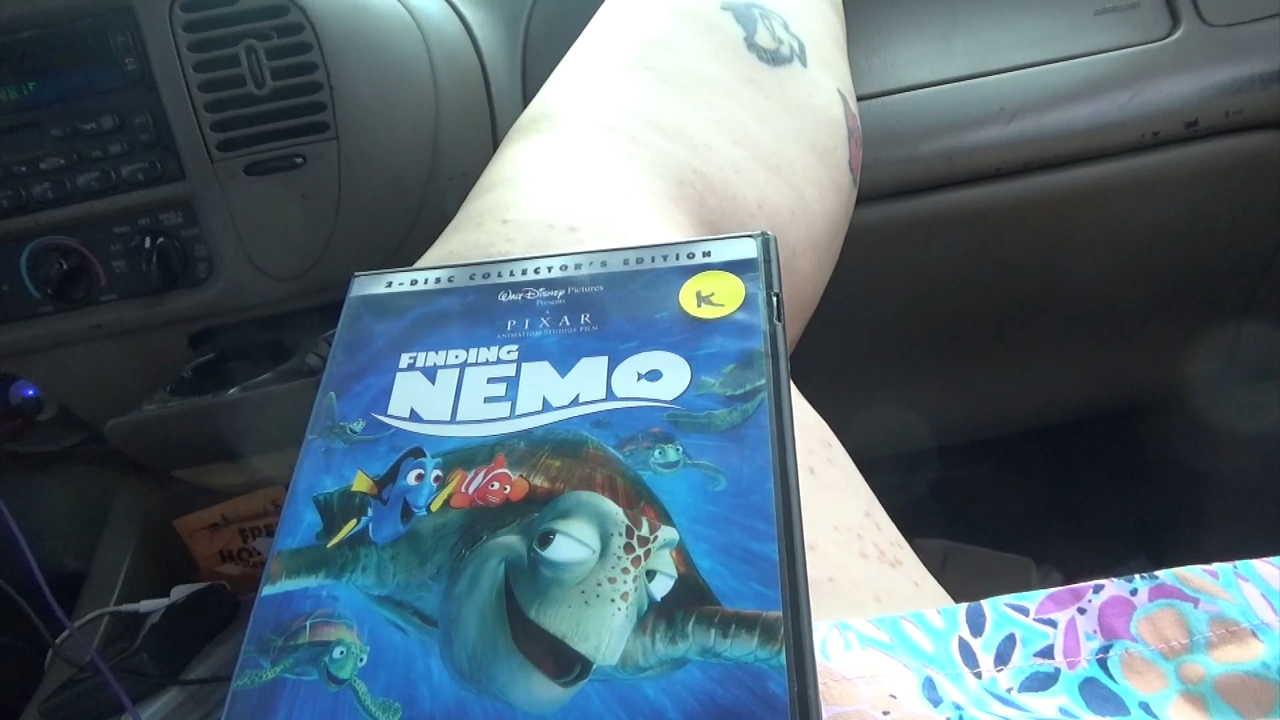 2-DISC COLLECTOR'S EDITION
WALT DISNEY Pictures
Presents
A
PIXAR
ANIMATION STUDIOS FILM
K
FINDING
NEMO